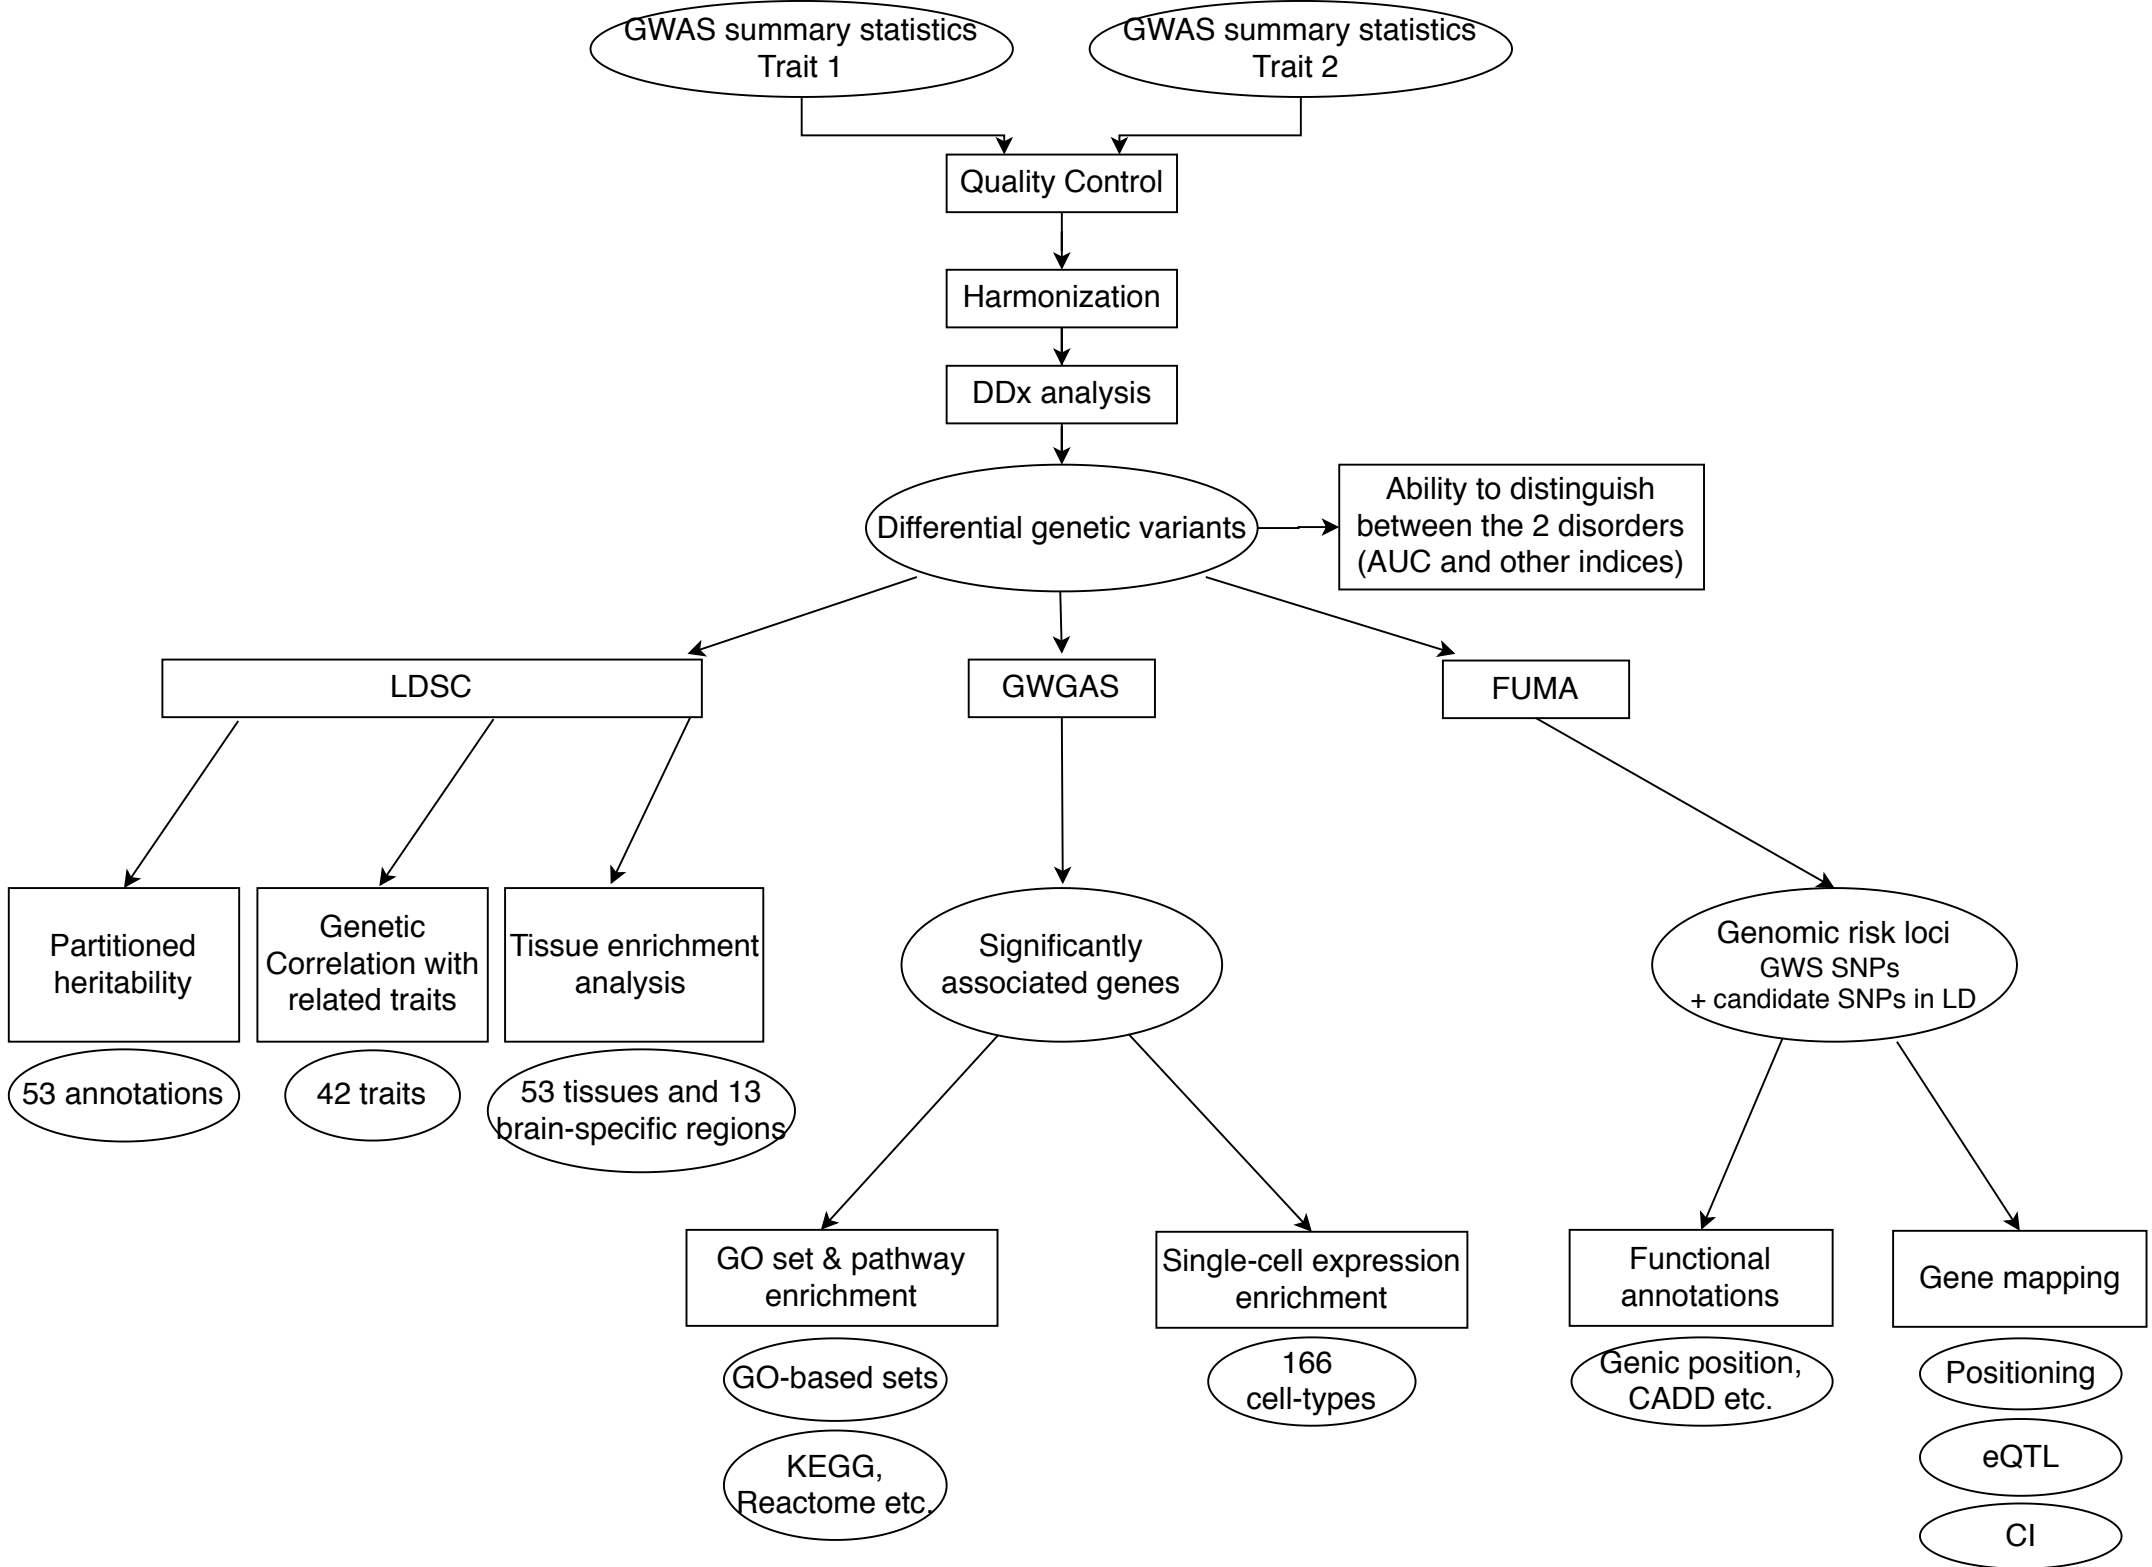 GWAS summary statistics
Trait 1
GWAS summary statistics
Trait 2
Quality Control
Harmonization
DDx analysis
Differential genetic variants
Ability to distinguish
between the 2 disorders
(AUC and other indices)
LDSC
GWGAS
FUMA
Partitioned
heritability
Genetic
Correlation with
related traits
Tissue enrichment
analysis
Significantly
associated genes
Genomic risk loci
GWS SNPs
+ candidate SNPs in LD
53 annotations
42 traits
53 tissues and 13
brain-specific regions
GO set & pathway
enrichment
Single-cell expression
enrichment
Functional
annotations
Gene mapping
GO-based sets
166
cell-types
Genic position,
CADD etc.
Positioning
KEGG,
Reactome etc.
eQTL
CI